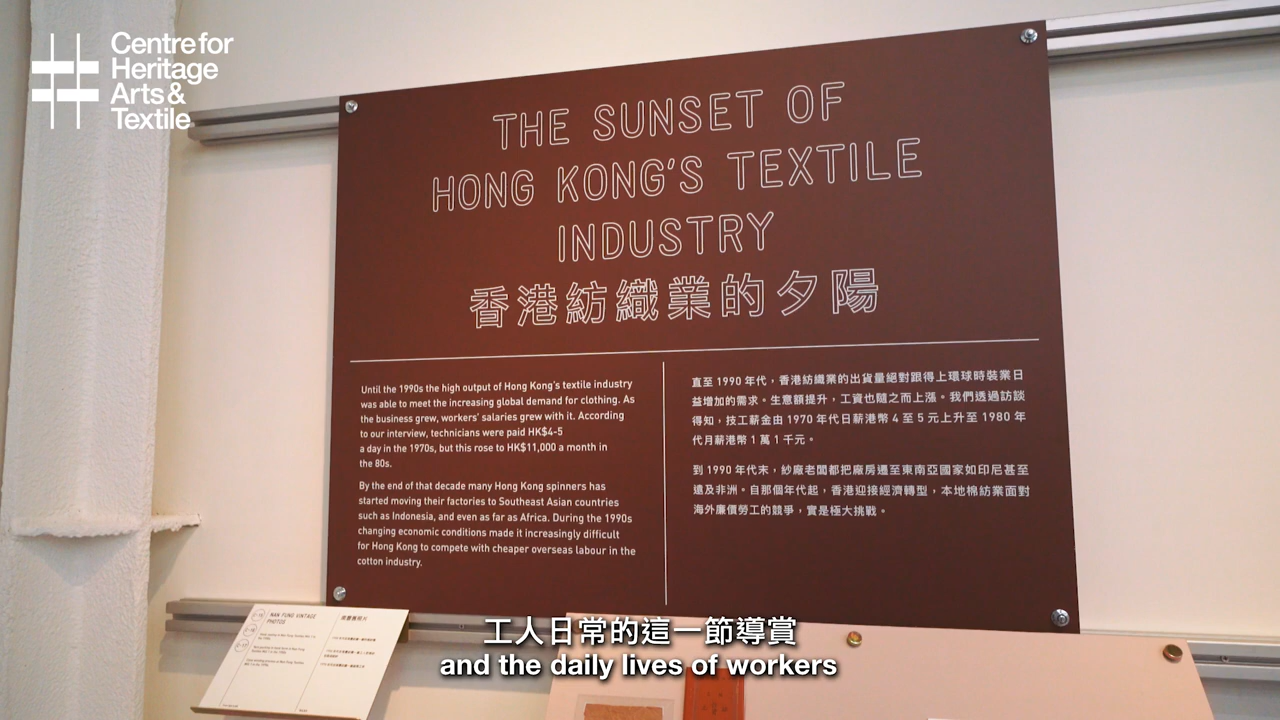 Centre for
Heritage
Arts &
Textile
THE SUNSET OF
HONG KONG'S TEXTILE
INDUSTRY
香港紡織業的夕陽
Until the 1990s the high output of Hong Kong's textile industry
was able to meet the increasing global demand for clothing. As
the business grew, workers' salaries grew with it. According
to our interview, technicians were paid HK$4-5
a day in the 1970s, but this rose to HK$11,000 a month in
the 80s.
By the end of that decade many Hong Kong spinners has
started moving their factories to Southeast Asian countries
such as Indonesia, and even as far as Africa. During the 1990s
changing economic conditions made it increasingly difficult
for Hong Kong to compete with cheaper overseas labour in the
cotton industry.
直至 1990 年代，香港紡織業的出貨量絕對跟得上環球時裝業日
益增加的需求。生意額提升，工資也隨之而上漲。我們透過訪談
得知，技工薪金由 1970 年代日薪港幣 4 至 5 元上升至 1980 年
代月薪港幣 1 萬 1 千元。
到 1990 年代末，紗廠老闆都把廠房遷至東南亞國家如印尼甚至
遠及非洲。自那個年代起，香港迎接經濟轉型，本地棉紡業面對
海外廉價勞工的競爭，實是極大挑戰。
NAN FUNG VINTAGE
PHOTOS
南豐舊照片
工人日常的這一節導賞
and the daily lives of workers